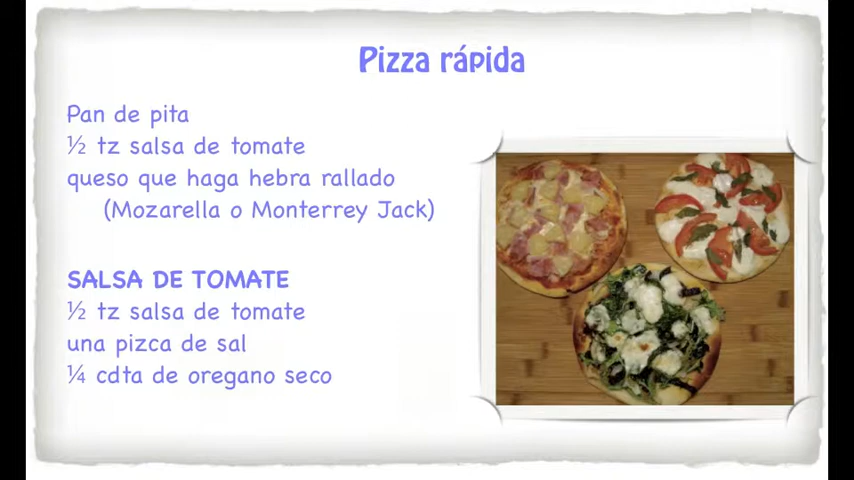 Pizza rápida
Pan de pita
½ tz salsa de tomate
queso que haga hebra rallado
(Mozarella o Monterrey Jack)
SALSA DE TOMATE
½ tz salsa de tomate
una pizca de sal
¼ cdta de oregano seco